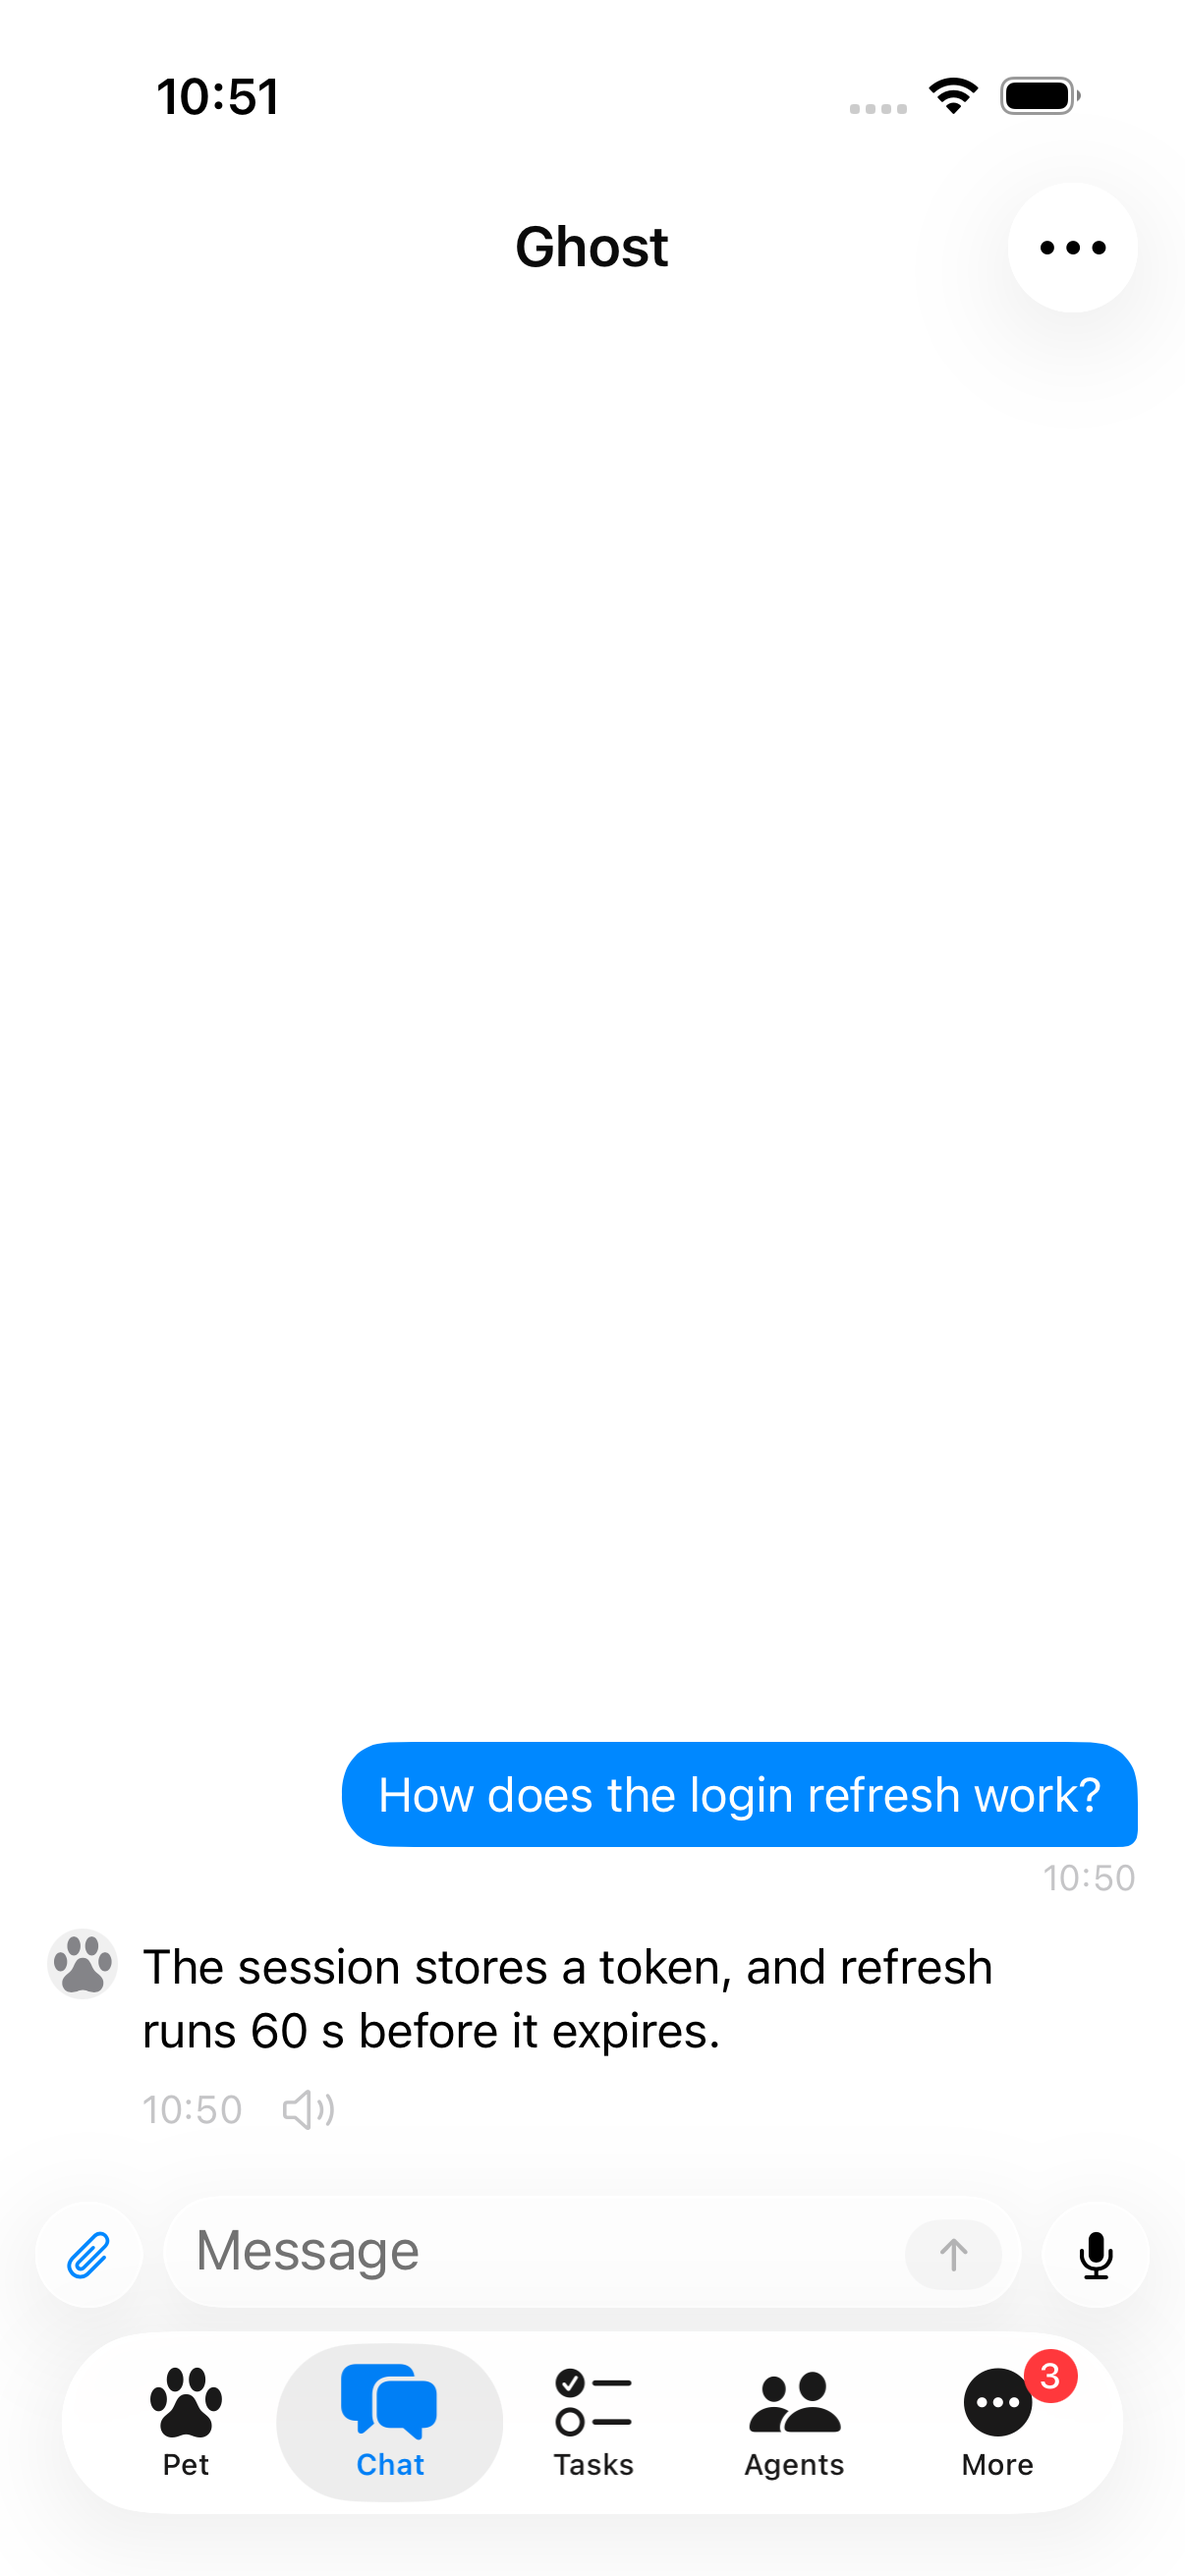 10:51
Ghost
How does the login refresh work?
10:50
The session stores a token, and refresh
runs 60 s before it expires.
10:50
Message
3
Pet
Chat
Tasks
Agents
More